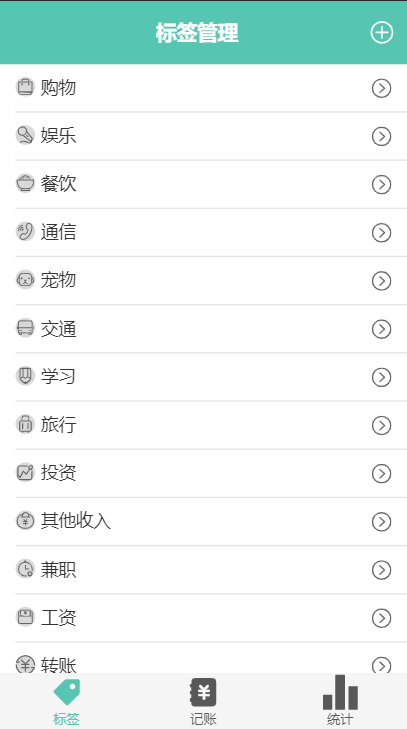 标签管理
购物
娱乐
餐饮
通信
宠物
交通
学习
旅行
投资
其他收入
兼职
工资
转账
标签
记账
统计